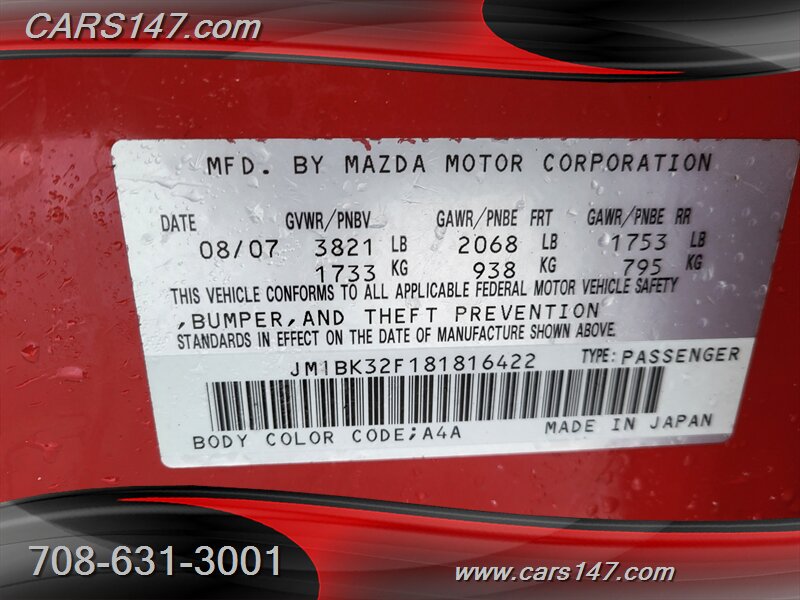 CARS147.com
MFD. BY MAZDA MOTOR CORPORATION
DATE GVWR/PNBV GAWR/PNBE FRT GAWR/PNBE RR
08/07 3821 LB 2068 LB 1753 LB
1733 KG 938 KG 795 KG
THIS VEHICLE CONFORMS TO ALL APPLICABLE FEDERAL MOTOR VEHICLE SAFETY
,BUMPER,AND THEFT PREVENTION
STANDARDS IN EFFECT ON THE DATE OF MANUFACTURE SHOWN ABOVE.
JM1BK32F181816422 TYPE: PASSENGER
BODY COLOR CODE;A4A MADE IN JAPAN
708-631-3001 www.cars147.com